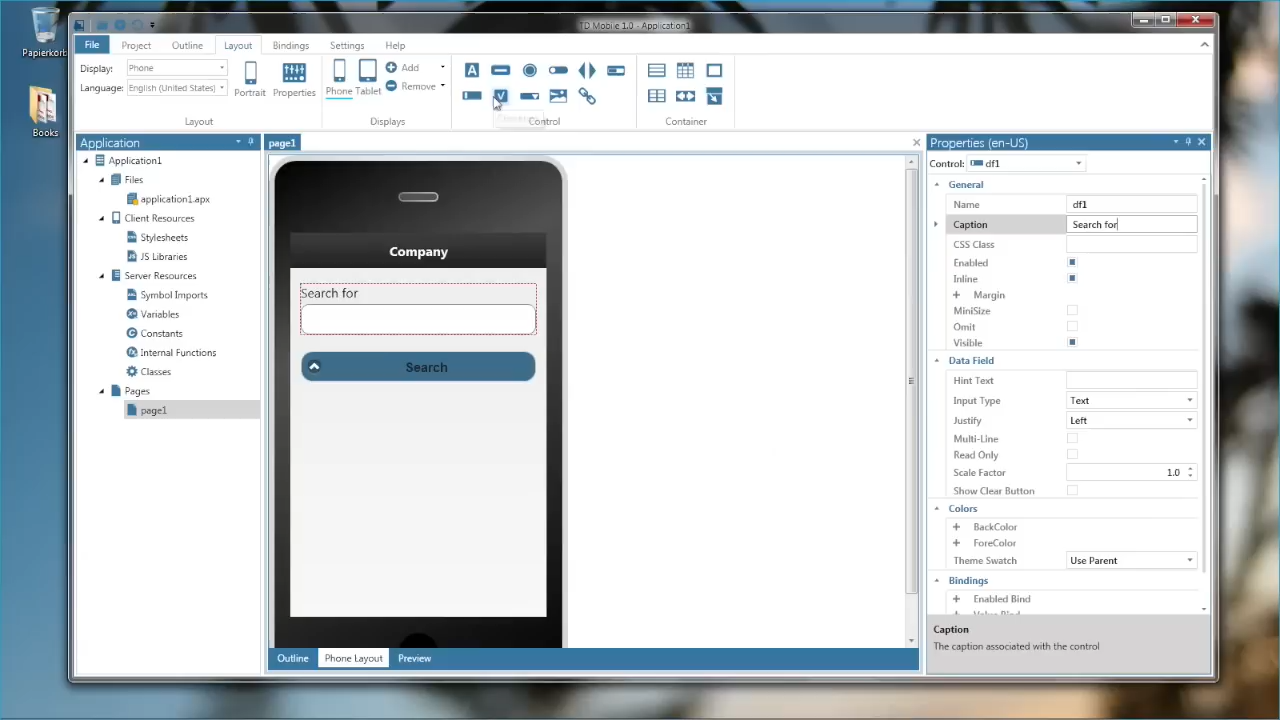 Papierkorb
Books
TD Mobile 1.0 - Application1
File Project Outline Layout Bindings Settings Help
Display: Phone
Language: English (United States)
Portrait Properties
Phone Tablet
Add
Remove
Layout Displays Control Container
Application
Application1
Files
application1.apx
Client Resources
Stylesheets
JS Libraries
Server Resources
Symbol Imports
Variables
Constants
Internal Functions
Classes
Pages
page1
page1
Company
Search for
Search
Outline Phone Layout Preview
Properties (en-US)
Control: df1
General
Name df1
Caption Search for
CSS Class
Enabled
Inline
Margin
MiniSize
Omit
Visible
Data Field
Hint Text
Input Type Text
Justify Left
Multi-Line
Read Only
Scale Factor 1.0
Show Clear Button
Colors
BackColor
ForeColor
Theme Swatch Use Parent
Bindings
Enabled Bind
Caption
The caption associated with the control